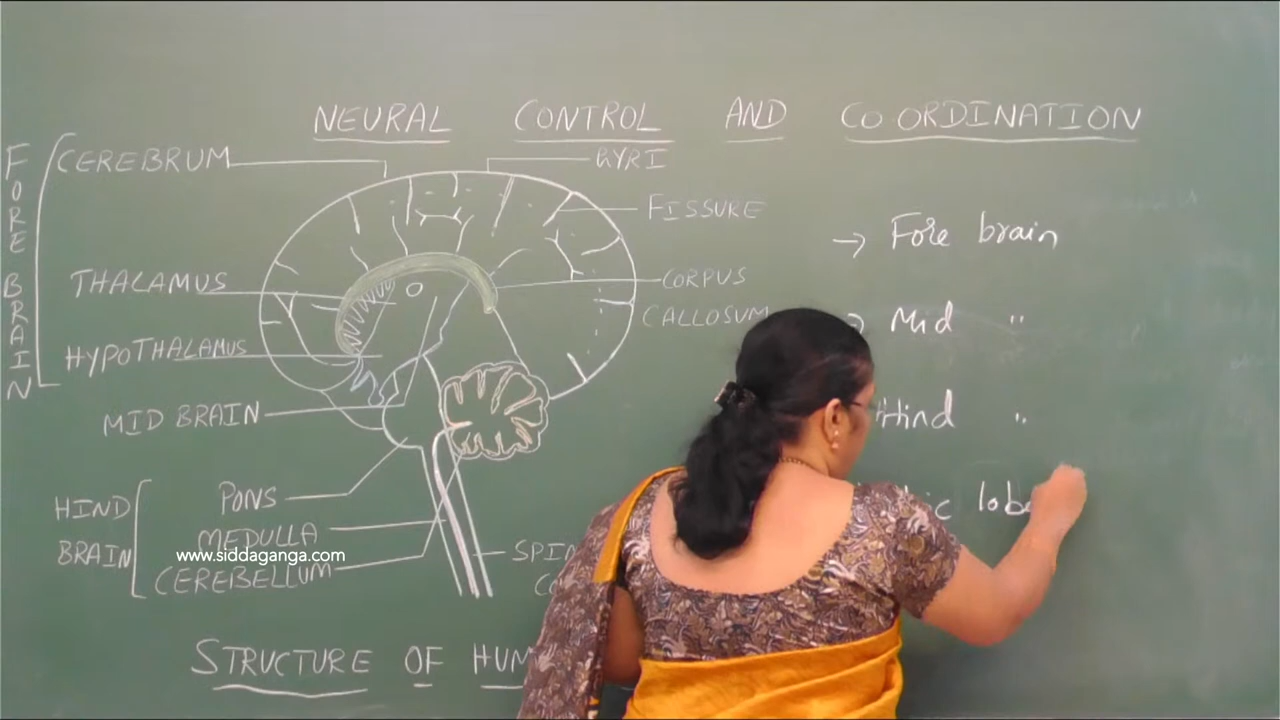 NEURAL CONTROL AND CO ORDINATION
FORE BRAIN
CEREBRUM
GYRI
FISSURE
THALAMUS
CORPUS
CALLOSUM
HYPOTHALAMUS
MID BRAIN
HIND
BRAIN
PONS
MEDULLA
www.siddaganga.com
CEREBELLUM
STRUCTURE OF
→ Fore brain
Mid "
Hind "